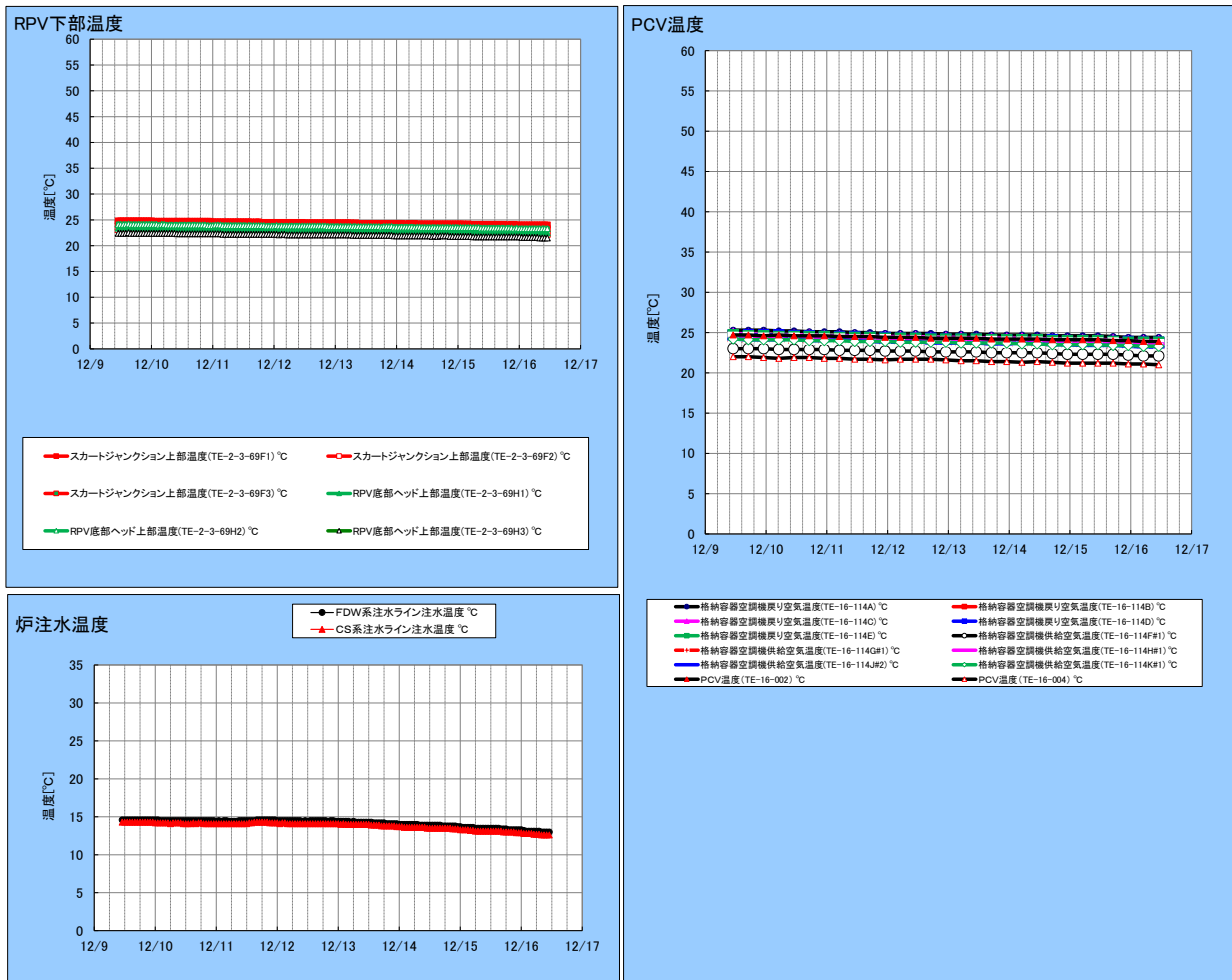 RPV下部温度
温度[℃]
60
55
50
45
40
35
30
25
20
15
10
5
0
12/9 12/10 12/11 12/12 12/13 12/14 12/15 12/16 12/17
スカートジャンクション上部温度(TE-2-3-69F1) ℃
スカートジャンクション上部温度(TE-2-3-69F2) ℃
スカートジャンクション上部温度(TE-2-3-69F3) ℃
RPV底部ヘッド上部温度(TE-2-3-69H1) ℃
RPV底部ヘッド上部温度(TE-2-3-69H2) ℃
RPV底部ヘッド上部温度(TE-2-3-69H3) ℃
炉注水温度
FDW系注水ライン注水温度 ℃
CS系注水ライン注水温度 ℃
温度[℃]
35
30
25
20
15
10
5
0
12/9 12/10 12/11 12/12 12/13 12/14 12/15 12/16 12/17
PCV温度
温度[℃]
60
55
50
45
40
35
30
25
20
15
10
5
0
12/9 12/10 12/11 12/12 12/13 12/14 12/15 12/16 12/17
格納容器空調機戻り空気温度(TE-16-114A) ℃
格納容器空調機戻り空気温度(TE-16-114B) ℃
格納容器空調機戻り空気温度(TE-16-114C) ℃
格納容器空調機戻り空気温度(TE-16-114D) ℃
格納容器空調機戻り空気温度(TE-16-114E) ℃
格納容器空調機供給空気温度(TE-16-114F#1) ℃
格納容器空調機供給空気温度(TE-16-114G#1) ℃
格納容器空調機供給空気温度(TE-16-114H#1) ℃
格納容器空調機供給空気温度(TE-16-114J#2) ℃
格納容器空調機供給空気温度(TE-16-114K#1) ℃
PCV温度(TE-16-002) ℃
PCV温度(TE-16-004) ℃